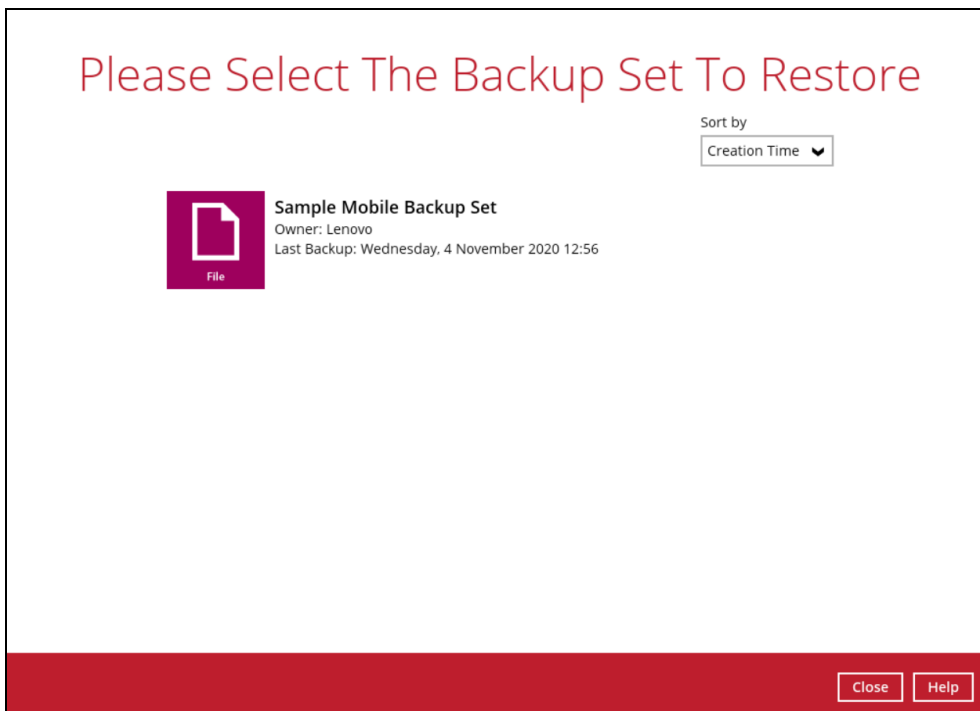 Please Select The Backup Set To Restore
Sort by
Creation Time
Sample Mobile Backup Set
Owner: Lenovo
Last Backup: Wednesday, 4 November 2020 12:56
File
Close Help